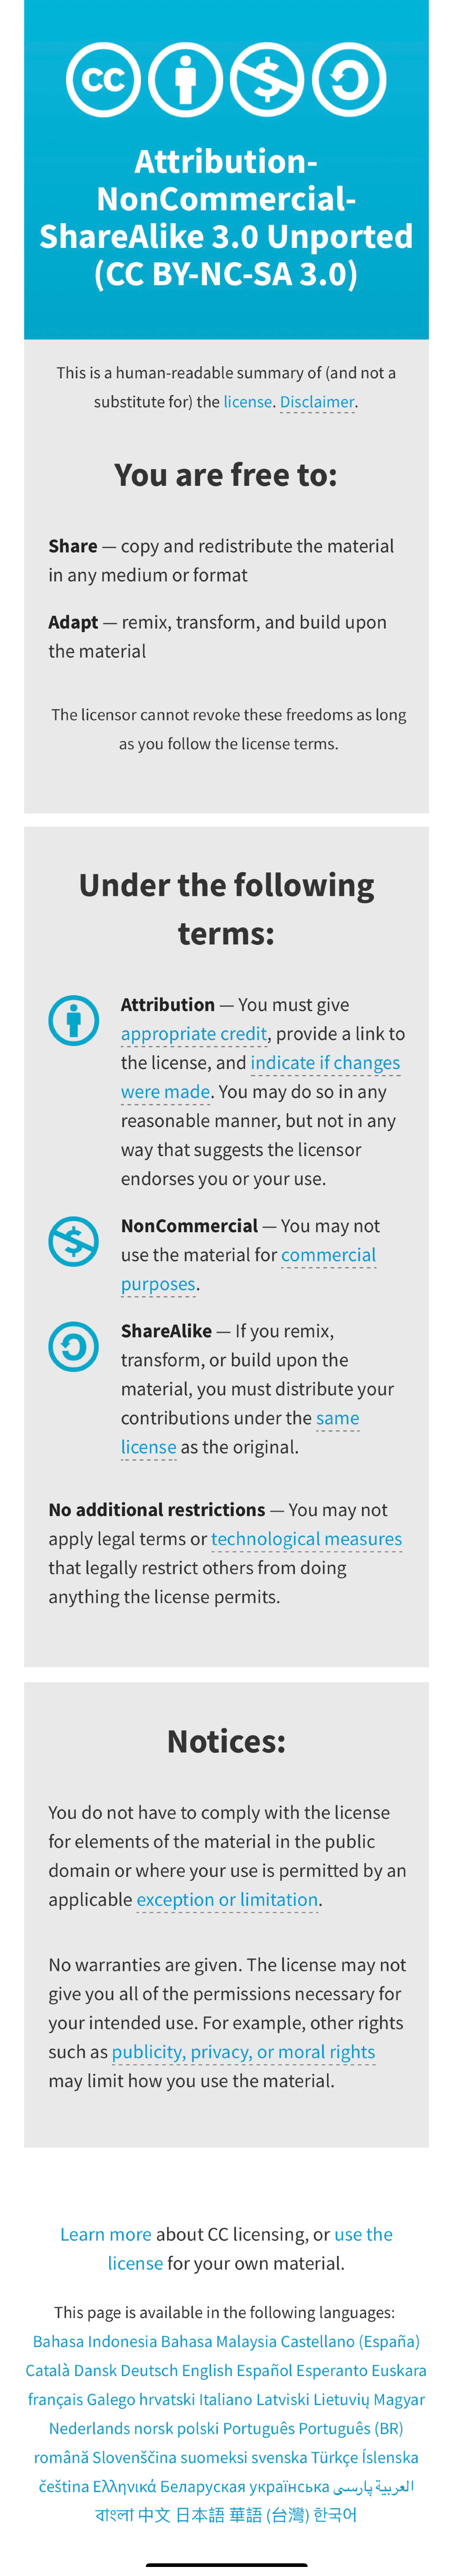 cc
Attribution-
NonCommercial-
ShareAlike 3.0 Unported
(CC BY-NC-SA 3.0)
This is a human-readable summary of (and not a
substitute for) the license. Disclaimer.
You are free to:
Share — copy and redistribute the material
in any medium or format
Adapt — remix, transform, and build upon
the material
The licensor cannot revoke these freedoms as long
as you follow the license terms.
Under the following
terms:
Attribution — You must give
appropriate credit, provide a link to
the license, and indicate if changes
were made. You may do so in any
reasonable manner, but not in any
way that suggests the licensor
endorses you or your use.
NonCommercial — You may not
use the material for commercial
purposes.
ShareAlike — If you remix,
transform, or build upon the
material, you must distribute your
contributions under the same
license as the original.
No additional restrictions — You may not
apply legal terms or technological measures
that legally restrict others from doing
anything the license permits.
Notices:
You do not have to comply with the license
for elements of the material in the public
domain or where your use is permitted by an
applicable exception or limitation.
No warranties are given. The license may not
give you all of the permissions necessary for
your intended use. For example, other rights
such as publicity, privacy, or moral rights
may limit how you use the material.
Learn more about CC licensing, or use the
license for your own material.
This page is available in the following languages:
Bahasa Indonesia Bahasa Malaysia Castellano (España)
Català Dansk Deutsch English Español Esperanto Euskara
français Galego hrvatski Italiano Latviski Lietuvių Magyar
Nederlands norsk polski Português Português (BR)
română Slovenščina suomeksi svenska Türkçe Íslenska
čeština Ελληνικά Беларуская українська العربية پارسی
বাংলা 中文 日本語 華語 (台灣) 한국어